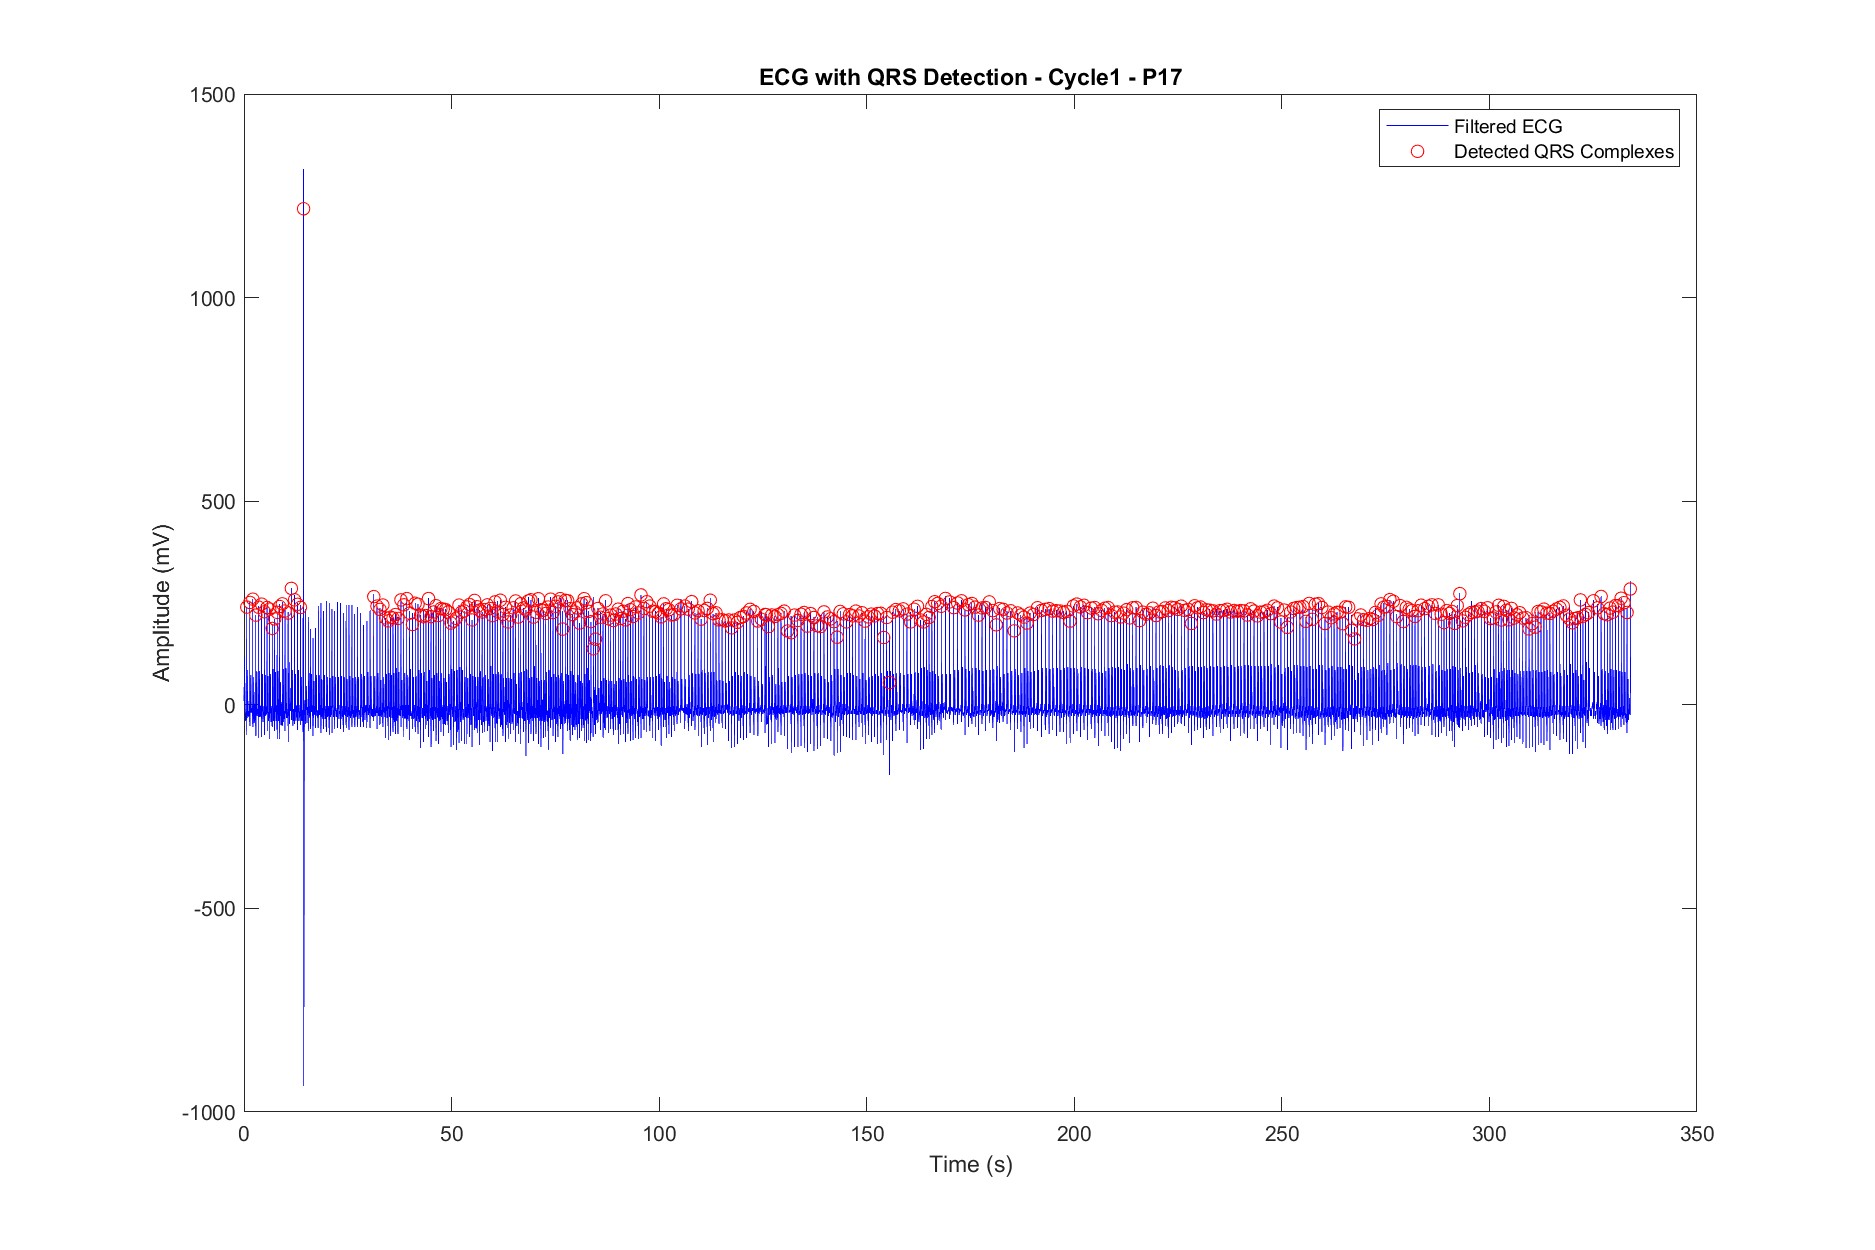 ECG with QRS Detection - Cycle1 - P17
1500
1000
500
0
-500
-1000
Amplitude (mV)
Filtered ECG
Detected QRS Complexes
0 50 100 150 200 250 300 350
Time (s)